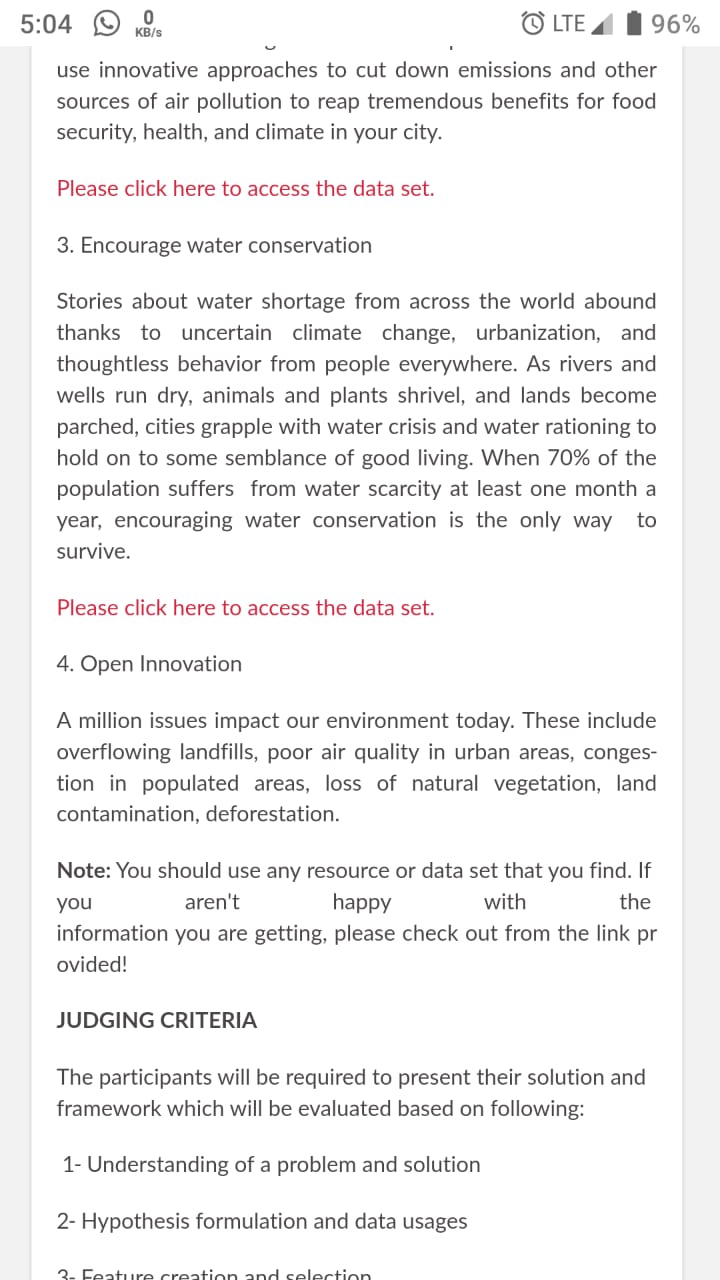 5:04 0 KB/s LTE 96%
use innovative approaches to cut down emissions and other
sources of air pollution to reap tremendous benefits for food
security, health, and climate in your city.
Please click here to access the data set.
3. Encourage water conservation
Stories about water shortage from across the world abound
thanks to uncertain climate change, urbanization, and
thoughtless behavior from people everywhere. As rivers and
wells run dry, animals and plants shrivel, and lands become
parched, cities grapple with water crisis and water rationing to
hold on to some semblance of good living. When 70% of the
population suffers from water scarcity at least one month a
year, encouraging water conservation is the only way to
survive.
Please click here to access the data set.
4. Open Innovation
A million issues impact our environment today. These include
overflowing landfills, poor air quality in urban areas, conges-
tion in populated areas, loss of natural vegetation, land
contamination, deforestation.
Note: You should use any resource or data set that you find. If
you aren't happy with the
information you are getting, please check out from the link pr
ovided!
JUDGING CRITERIA
The participants will be required to present their solution and
framework which will be evaluated based on following:
1- Understanding of a problem and solution
2- Hypothesis formulation and data usages
3- Feature creation and selection